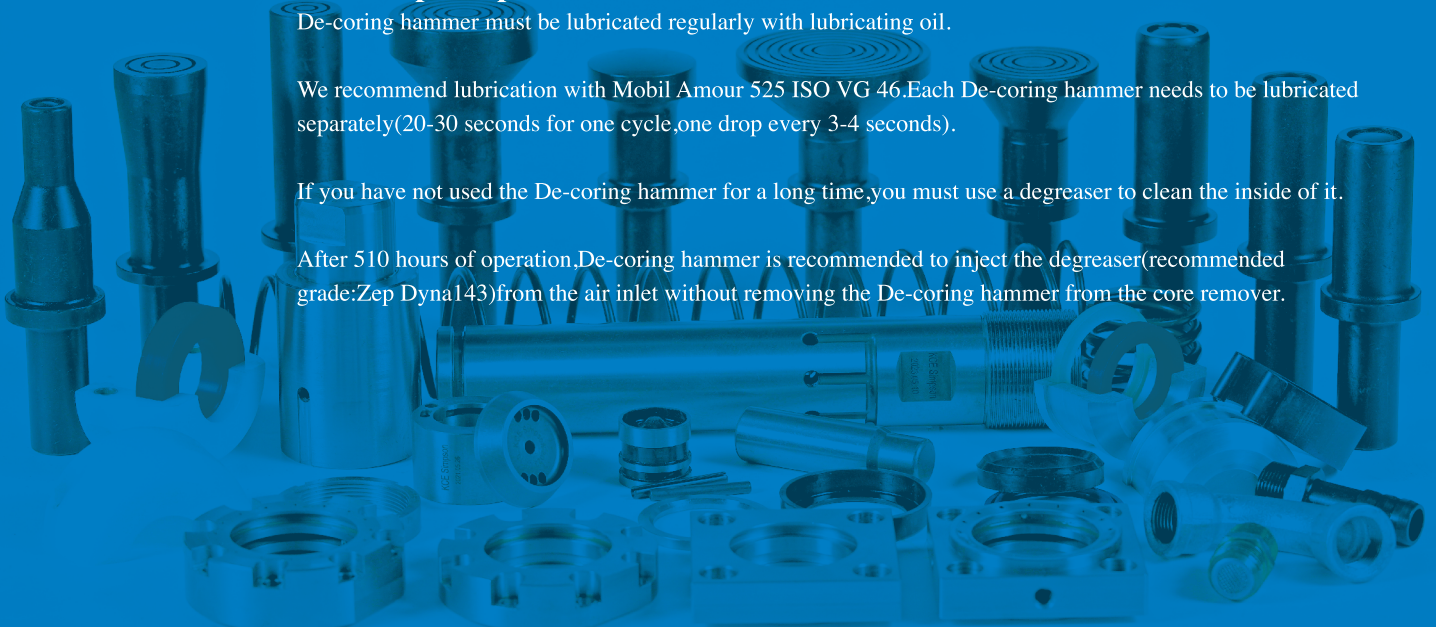 De-coring hammer must be lubricated regularly with lubricating oil.
We recommend lubrication with Mobil Amour 525 ISO VG 46.Each De-coring hammer needs to be lubricated
separately(20-30 seconds for one cycle,one drop every 3-4 seconds).
If you have not used the De-coring hammer for a long time,you must use a degreaser to clean the inside of it.
After 510 hours of operation,De-coring hammer is recommended to inject the degreaser(recommended
grade:Zep Dyna143)from the air inlet without removing the De-coring hammer from the core remover.